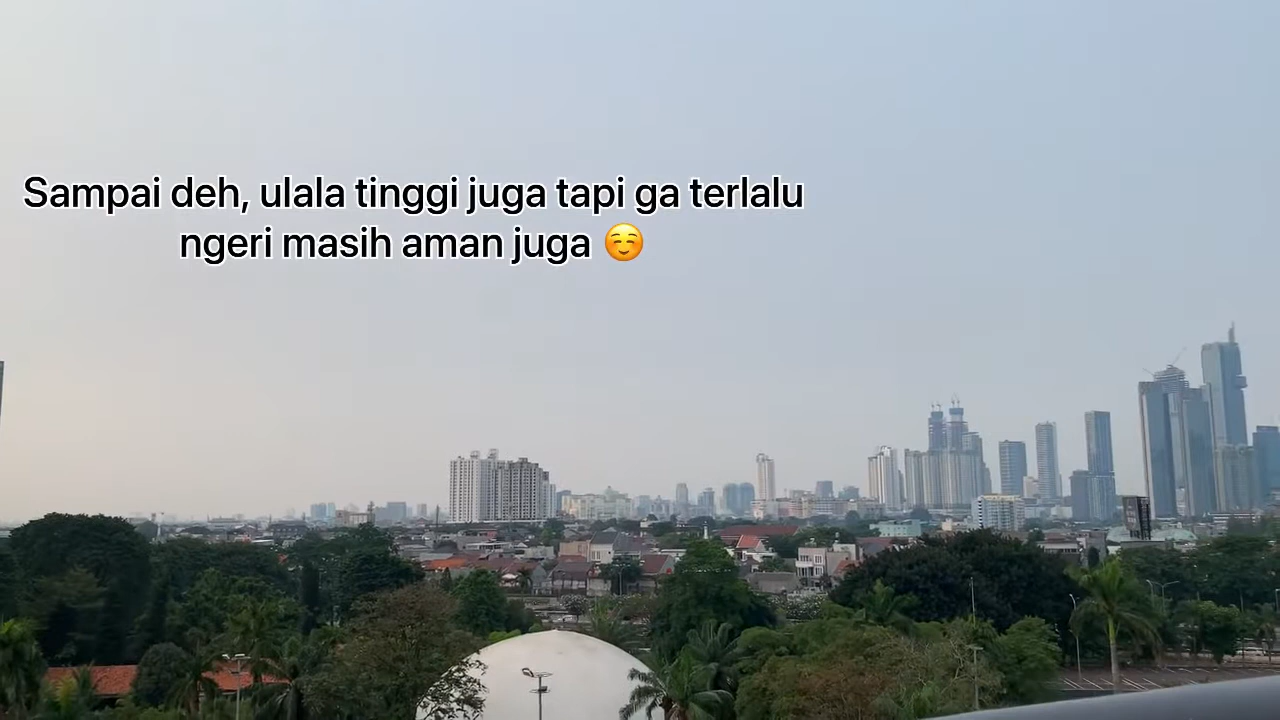 Sampai deh, ulala tinggi juga tapi ga terlalu
ngeri masih aman juga ☺️